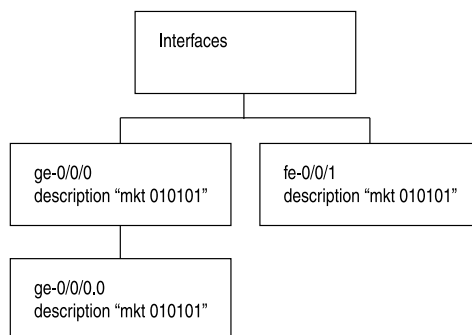 Interfaces
ge-0/0/0
description “mkt 010101”
fe-0/0/1
description “mkt 010101”
ge-0/0/0.0
description “mkt 010101”